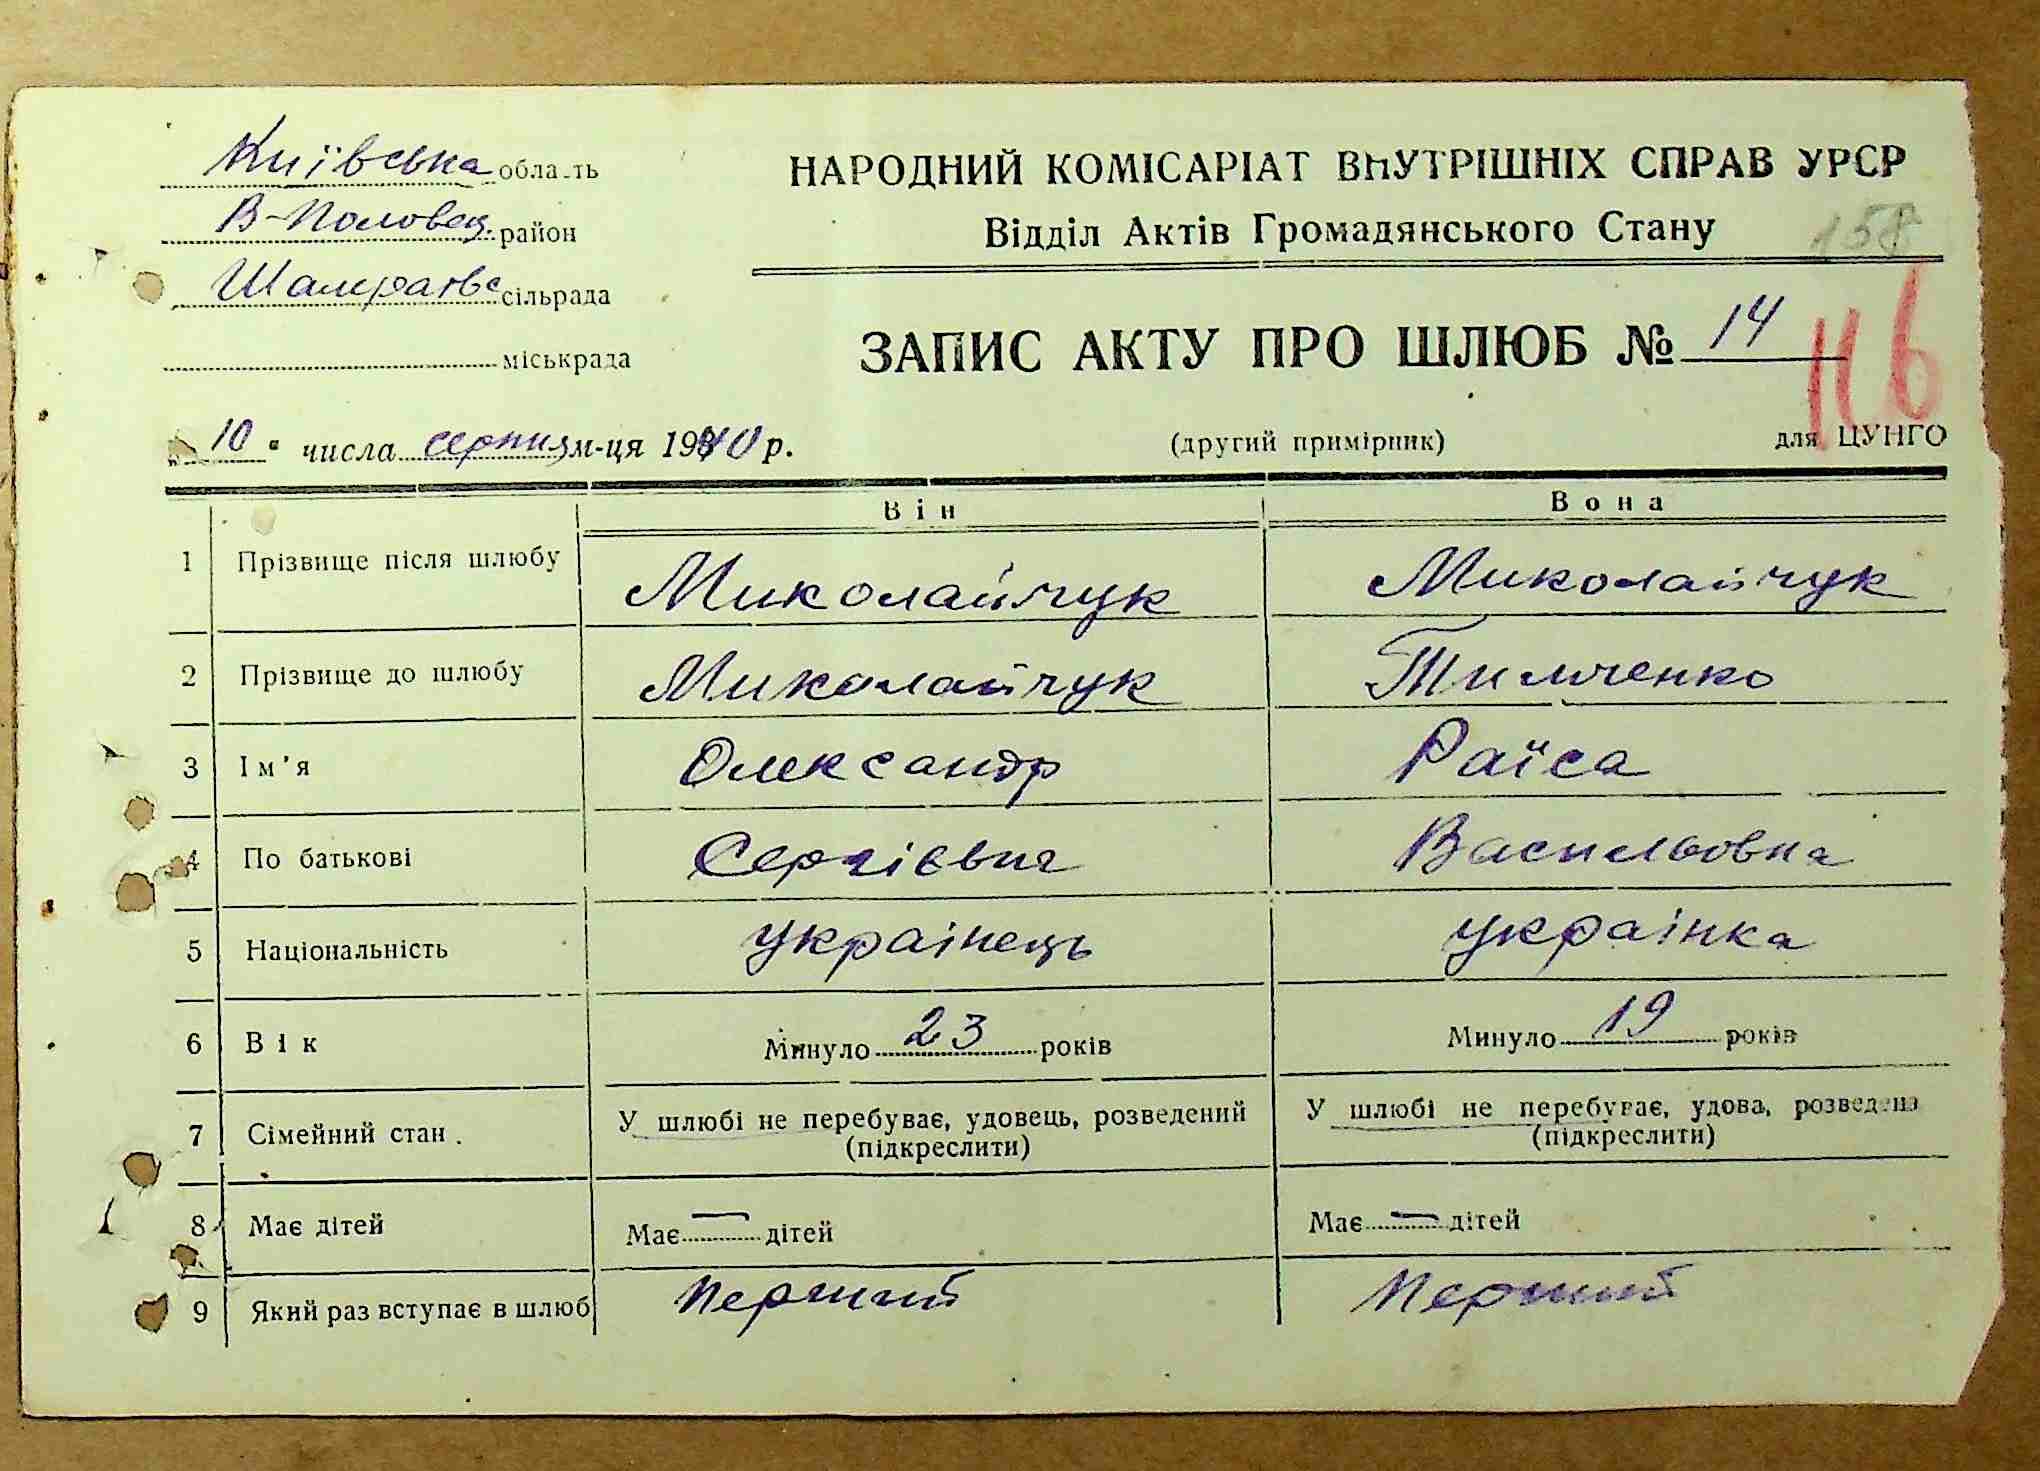 Київська область
В-Половец. район
Шамраївс сільрада
міськрада
НАРОДНИЙ КОМІСАРІАТ ВНУТРІШНІХ СПРАВ УРСР
Відділ Актів Громадянського Стану
158
ЗАПИС АКТУ ПРО ШЛЮБ № 14
116
„ 10 " числа серпня м-ця 1940 р.
(другий примірник)
для ЦУНГО
Він Вона
1 Прізвище після шлюбу Миколайчук Миколайчук
2 Прізвище до шлюбу Миколайчук Тимченко
3 Ім'я Олександр Раїса
4 По батькові Сергієвич Васильовна
5 Національність українець українка
6 Вік Минуло 23 років Минуло 19 років
7 Сімейний стан. У шлюбі не перебуває, удовець, розведений У шлюбі не перебуває, удова, розведена
(підкреслити) (підкреслити)
8 Має дітей Має — дітей Має — дітей
9 Який раз вступає в шлюб Перший Перший